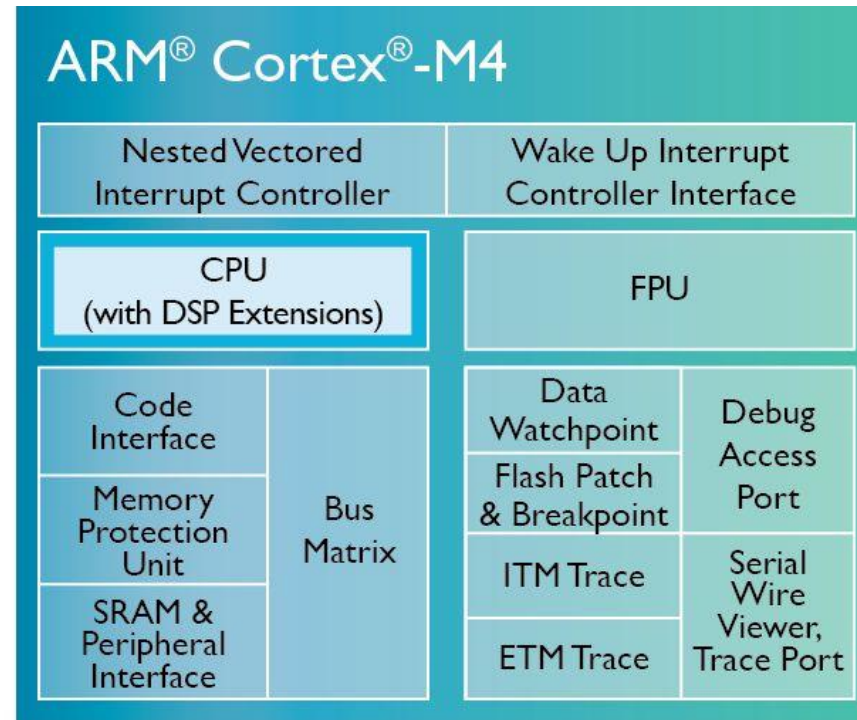 ARM® Cortex®-M4
Nested Vectored
Interrupt Controller
Wake Up Interrupt
Controller Interface
CPU
(with DSP Extensions)
FPU
Code
Interface
Memory
Protection
Unit
SRAM &
Peripheral
Interface
Bus
Matrix
Data
Watchpoint
Flash Patch
& Breakpoint
ITM Trace
ETM Trace
Debug
Access
Port
Serial
Wire
Viewer,
Trace Port